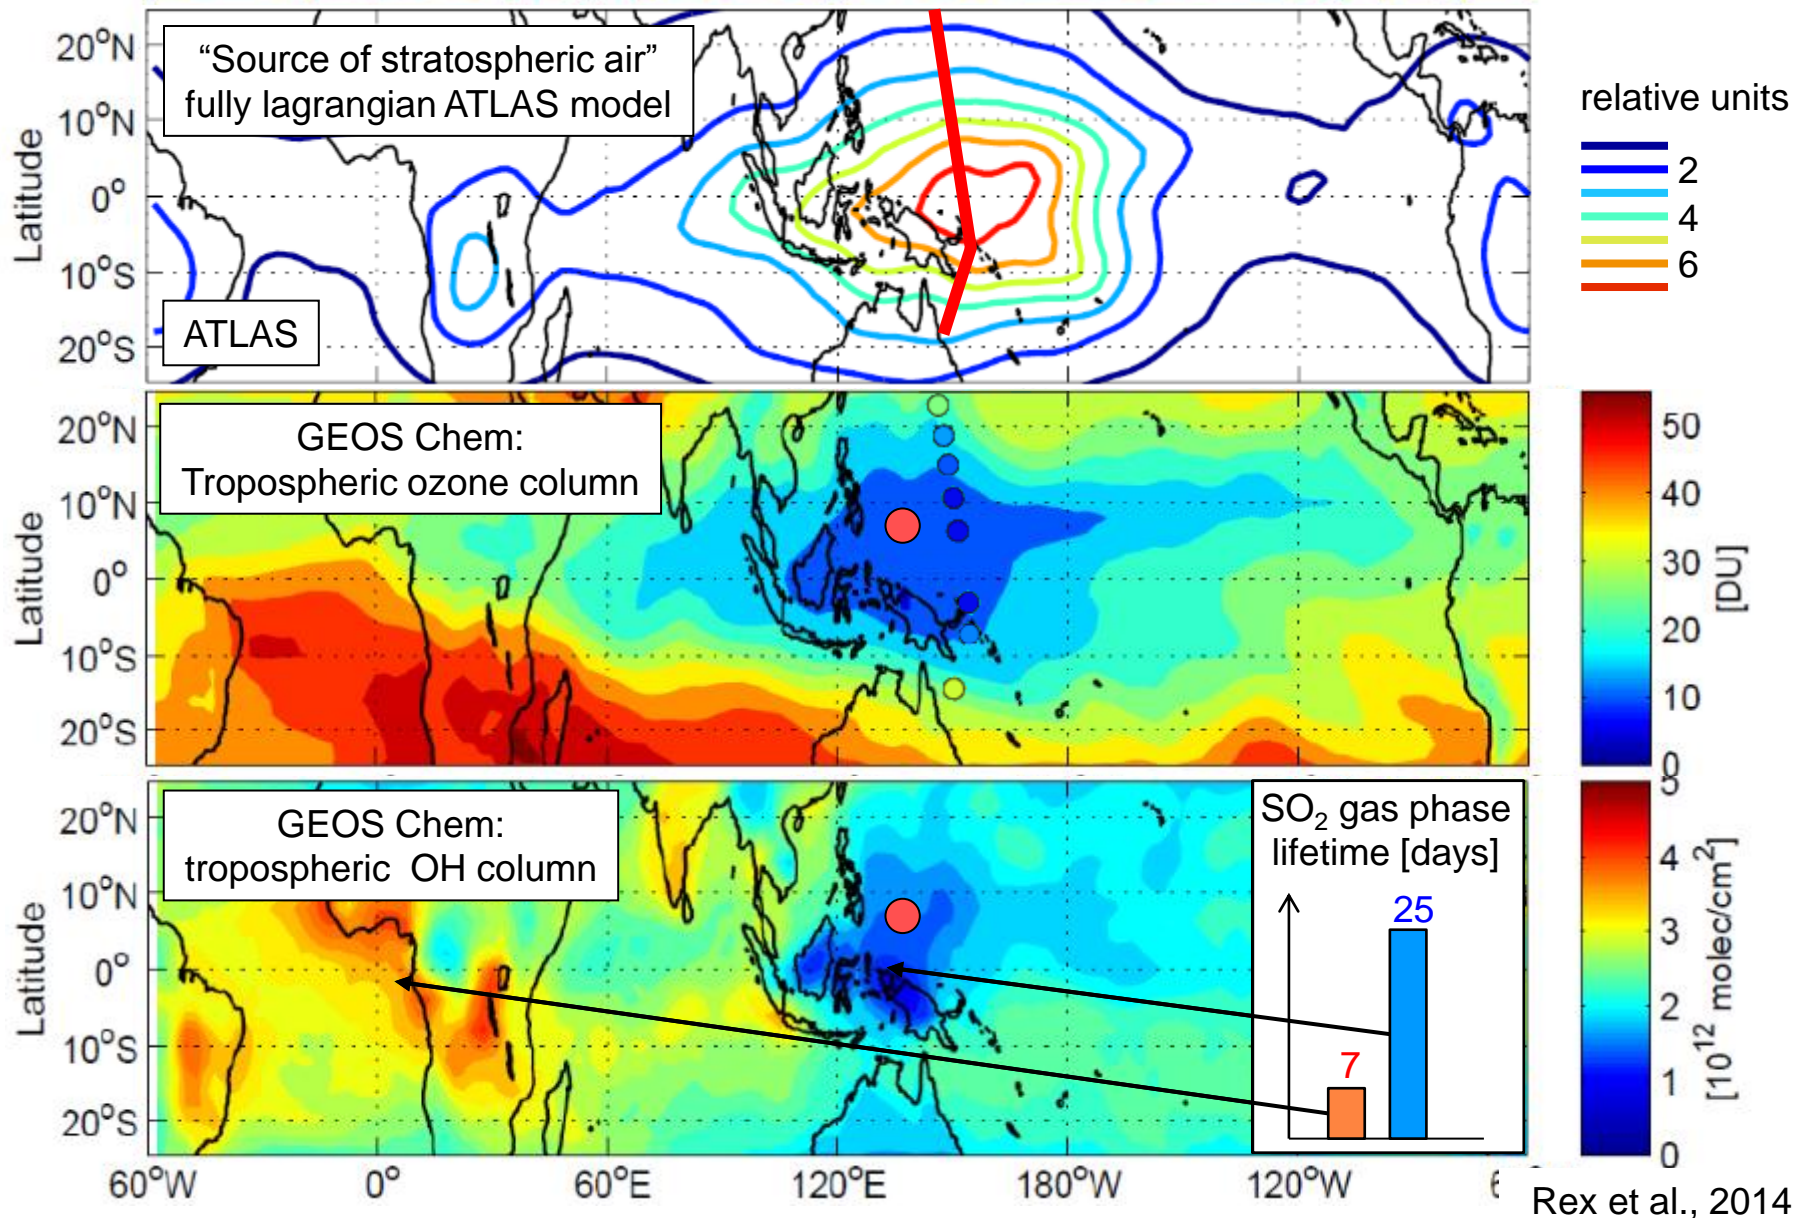 "Source of stratospheric air"
fully lagrangian ATLAS model
ATLAS
Latitude
20°N
10°N
0°
10°S
20°S
relative units
2
4
6
GEOS Chem:
Tropospheric ozone column
Latitude
20°N
10°N
0°
10°S
20°S
50
40
30
20
10
0
[DU]
GEOS Chem:
tropospheric OH column
Latitude
20°N
10°N
0°
10°S
20°S
SO₂ gas phase
lifetime [days]
25
7
5
4
3
2
1
0
[10¹² molec/cm²]
60°W
0°
60°E
120°E
180°W
120°W
6
Rex et al., 2014